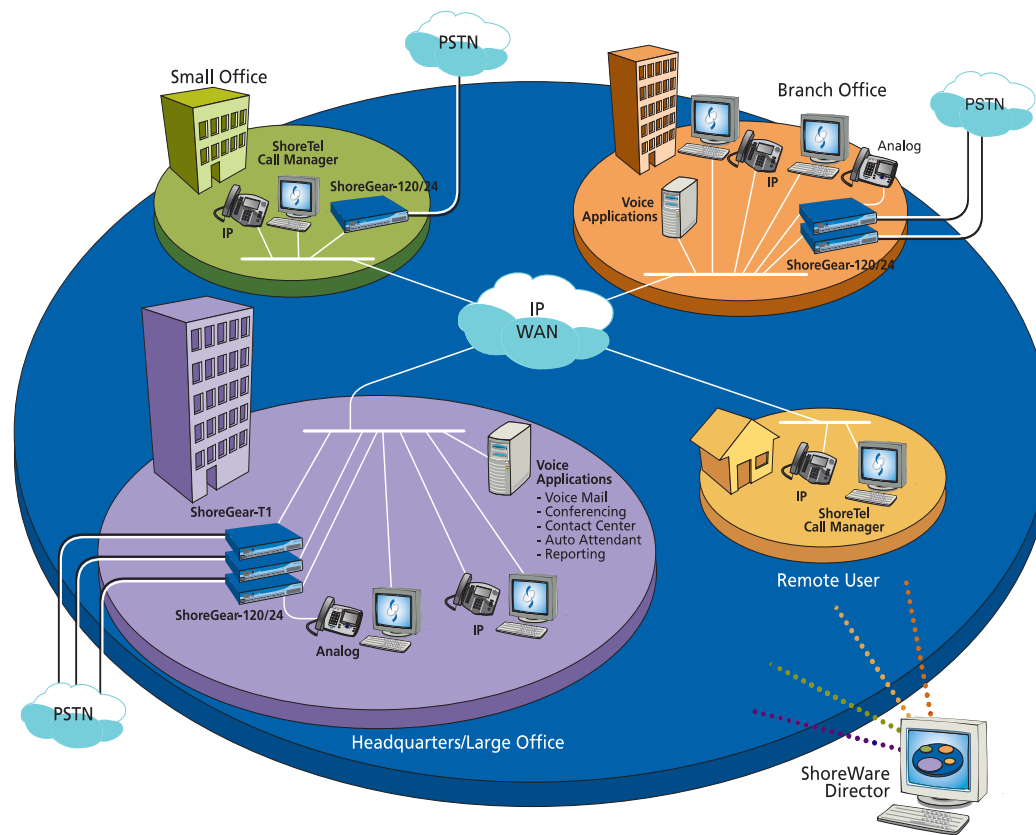 PSTN
Small Office
ShoreTel
Call Manager
ShoreGear-120/24
IP
Branch Office
PSTN
Analog
IP
Voice
Applications
ShoreGear-120/24
IP
WAN
ShoreGear-T1
ShoreGear-120/24
Voice
Applications
- Voice Mail
- Conferencing
- Contact Center
- Auto Attendant
- Reporting
Analog
IP
PSTN
Headquarters/Large Office
IP
ShoreTel
Call Manager
Remote User
ShoreWare
Director